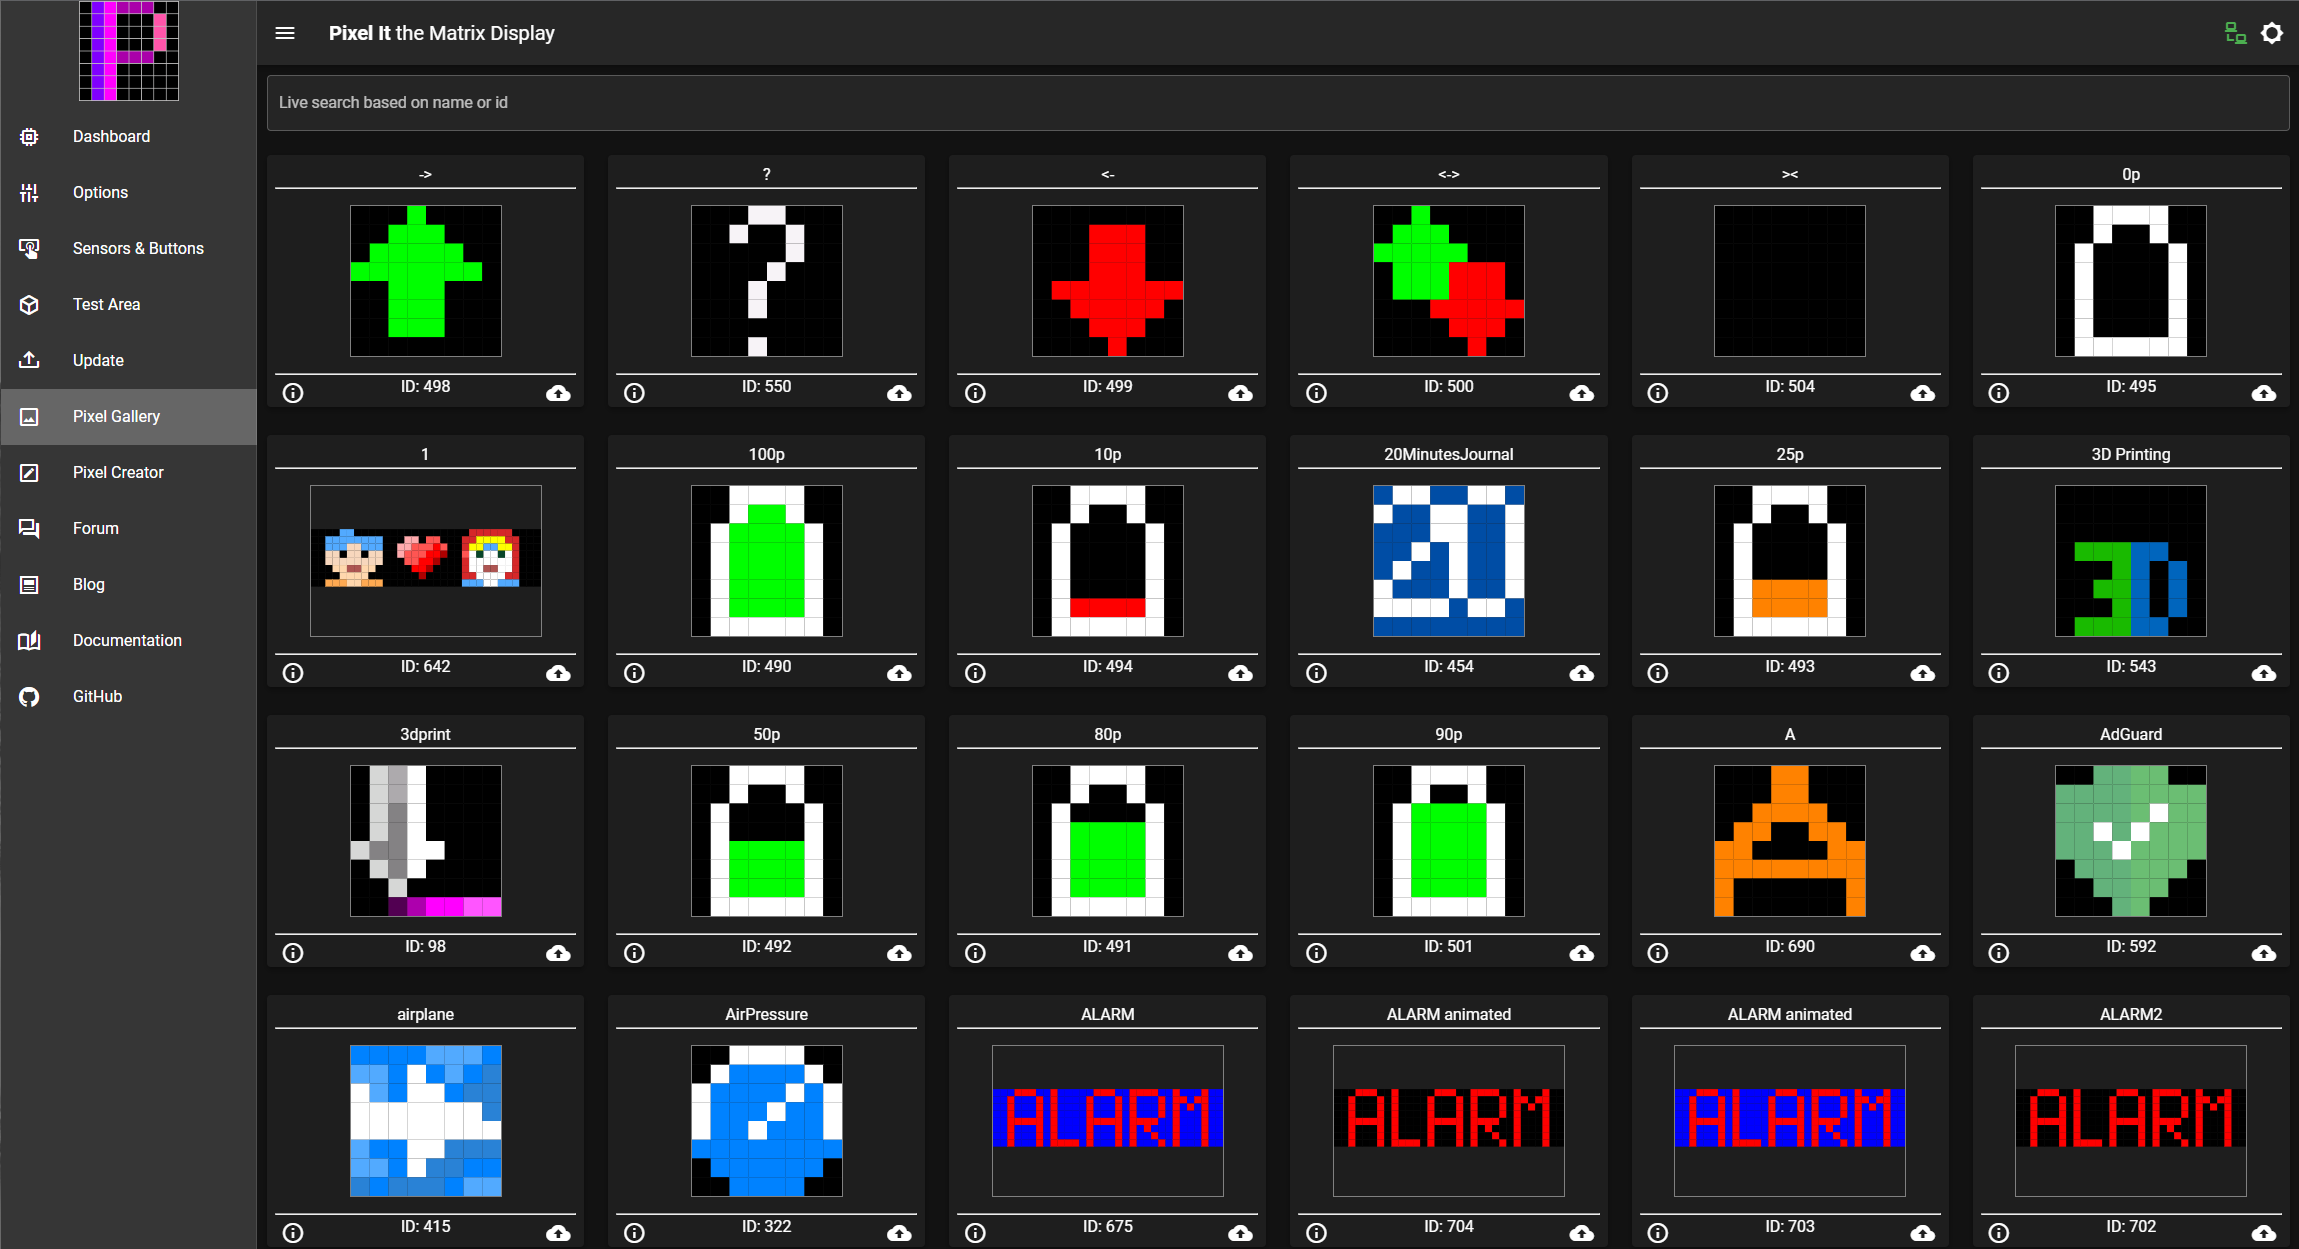 Pixel It the Matrix Display
Live search based on name or id
Dashboard
Options
Sensors & Buttons
Test Area
Update
Pixel Gallery
Pixel Creator
Forum
Blog
Documentation
GitHub
->
ID: 498
?
ID: 550
<-
ID: 499
<->
ID: 500
><
ID: 504
0p
ID: 495
1
ID: 642
100p
ID: 490
10p
ID: 494
20MinutesJournal
20
ID: 454
25p
ID: 493
3D Printing
3D
ID: 543
3dprint
ID: 98
50p
ID: 492
80p
ID: 491
90p
ID: 501
A
A
ID: 690
AdGuard
ID: 592
airplane
ID: 415
AirPressure
ID: 322
ALARM
ALARM
ID: 675
ALARM animated
ALARM
ID: 704
ALARM animated
ALARM
ID: 703
ALARM2
ALARM
ID: 702